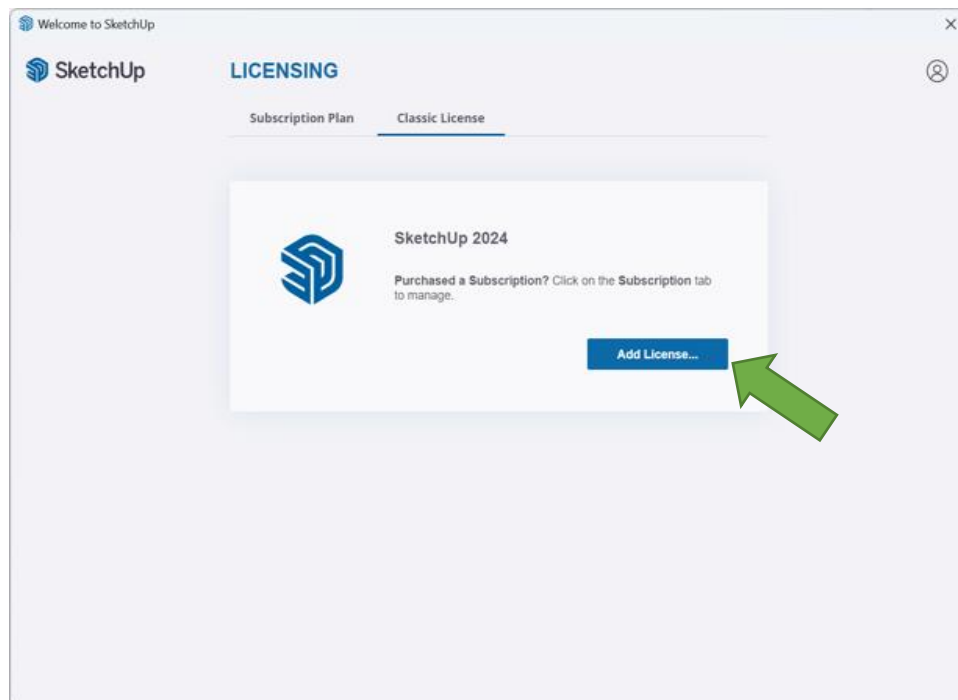 Welcome to SketchUp
SketchUp
LICENSING
Subscription Plan
Classic License
SketchUp 2024
Purchased a Subscription? Click on the Subscription tab
to manage.
Add License...